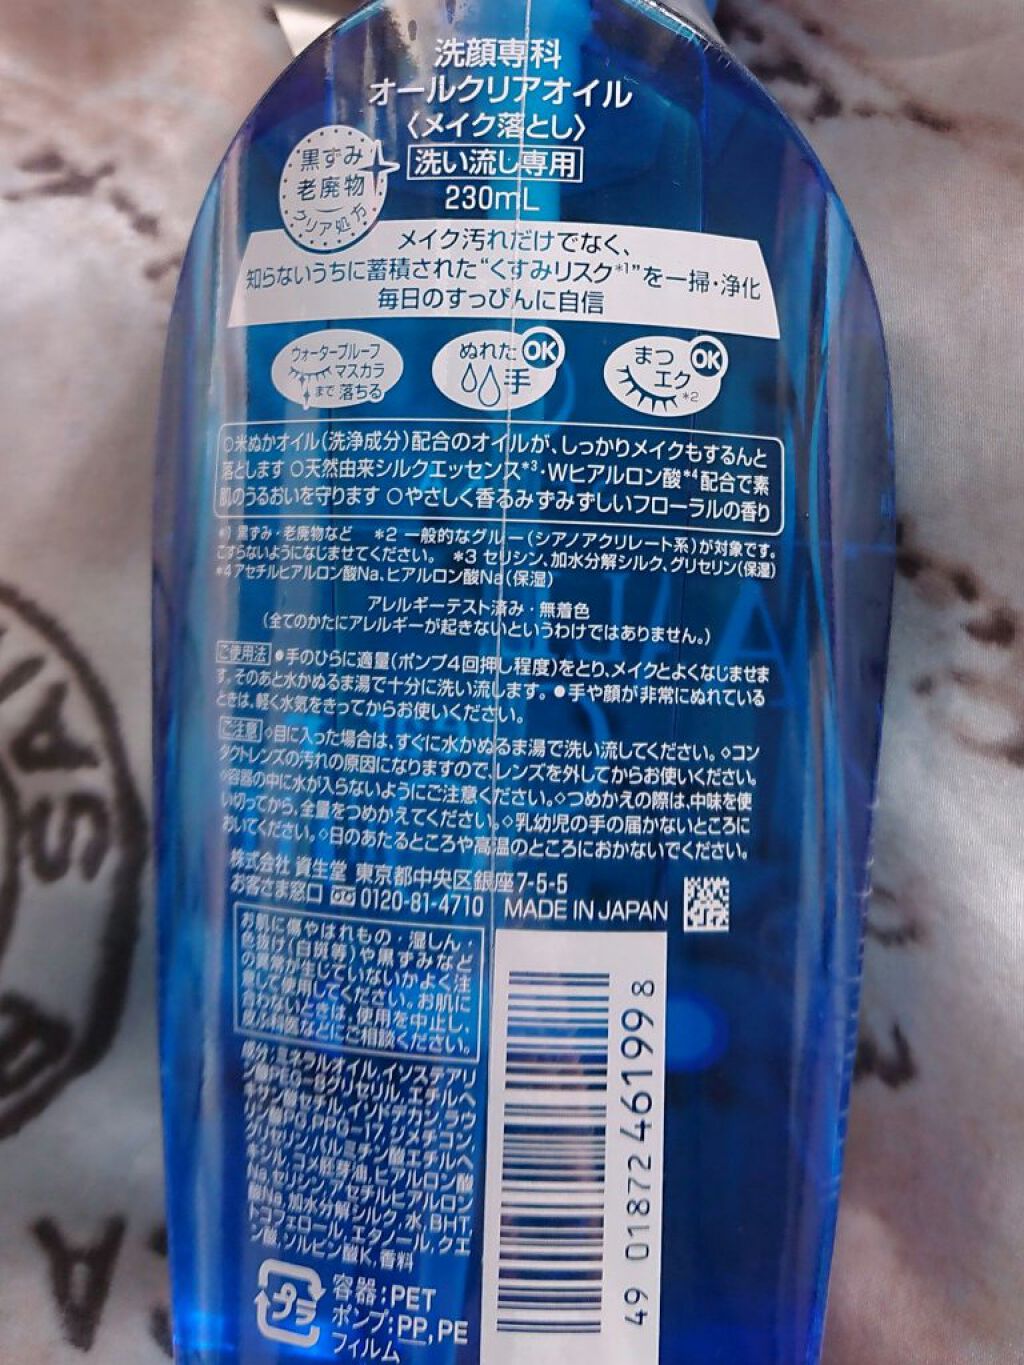 洗顔専科
オールクリアオイル
〈メイク落とし〉
洗い流し専用
230mL
黒ずみ
老廃物
クリア処方
メイク汚れだけでなく、
知らないうちに蓄積された“くすみリスク*1”を一掃・浄化
毎日のすっぴんに自信
ウォータープルーフ
マスカラ
まで落ちる
ぬれた
手
OK
まつ
エク*2
OK
○米ぬかオイル(洗浄成分)配合のオイルが、しっかりメイクもするんと
落とします ○天然由来シルクエッセンス*3・Wヒアルロン酸*4配合で素
肌のうるおいを守ります ○やさしく香るみずみずしいフローラルの香り
*1 黒ずみ・老廃物など *2 一般的なグルー(シアノアクリレート系)が対象です。
こすらないようになじませてください。 *3 セリシン、加水分解シルク、グリセリン(保湿)
*4 アセチルヒアルロン酸Na、ヒアルロン酸Na(保湿)
アレルギーテスト済み・無着色
(全てのかたにアレルギーが起きないというわけではありません。)
ご使用法 ●手のひらに適量(ポンプ4回押し程度)をとり、メイクとよくなじませま
す。そのあと水かぬるま湯で十分に洗い流します。●手や顔が非常にぬれている
ときは、軽く水気をきってからお使いください。
ご注意 ◇目に入った場合は、すぐに水かぬるま湯で洗い流してください。◇コン
タクトレンズの汚れの原因になりますので、レンズを外してからお使いください。
◇容器の中に水が入らないようにご注意ください。◇つめかえの際は、中味を使
い切ってから、全量をつめかえてください。◇乳幼児の手の届かないところに
おいてください。◇日のあたるところや高温のところにおかないでください。
株式会社 資生堂 東京都中央区銀座7-5-5
お客さま窓口 0120-81-4710 MADE IN JAPAN
お肌に傷やはれもの・湿しん・
色抜け(白斑等)や黒ずみなど
の異常が生じていないかよく注
意して使用してください。お肌に
合わないときは、使用を中止し、
皮ふ科医などにご相談ください。
成分:ミネラルオイル,イソステアリ
ン酸PEG-8グリセリル,エチルヘ
キサン酸セチル,イソドデカン,ラウ
リン酸PG,PPG-17,ジメチコン,
グリセリン,パルミチン酸エチルヘ
キシル,コメ胚芽油,ヒアルロン酸
Na,セリシン,アセチルヒアルロン
酸Na,加水分解シルク,水,BHT,
トコフェロール,エタノール,クエ
ン酸,ソルビン酸K,香料
プラ
容器:PET
ポンプ:PP,PE
フィルム
4901872461998